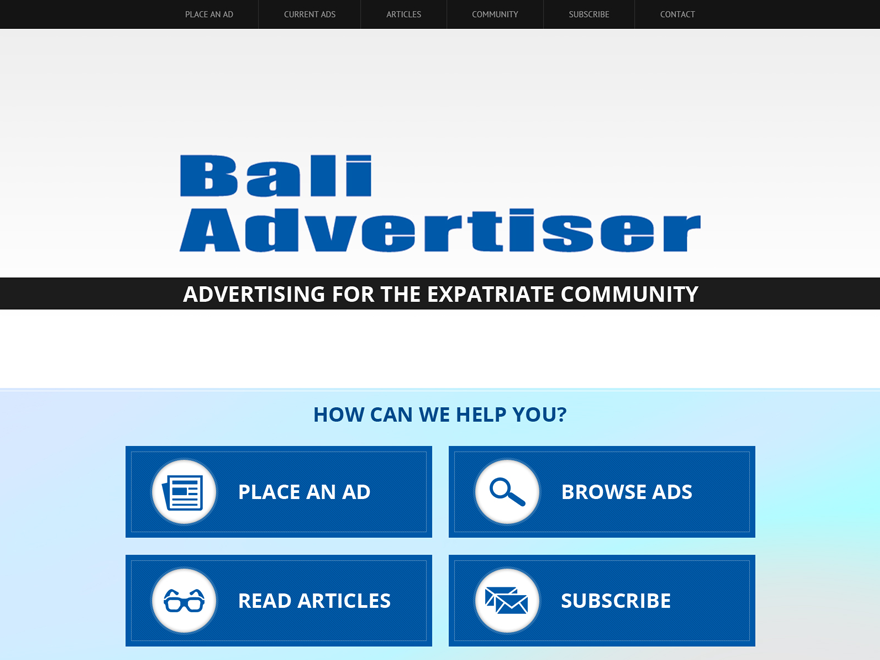 PLACE AN AD
CURRENT ADS
ARTICLES
COMMUNITY
SUBSCRIBE
CONTACT
Bali
Advertiser
ADVERTISING FOR THE EXPATRIATE COMMUNITY
HOW CAN WE HELP YOU?
PLACE AN AD
BROWSE ADS
READ ARTICLES
SUBSCRIBE